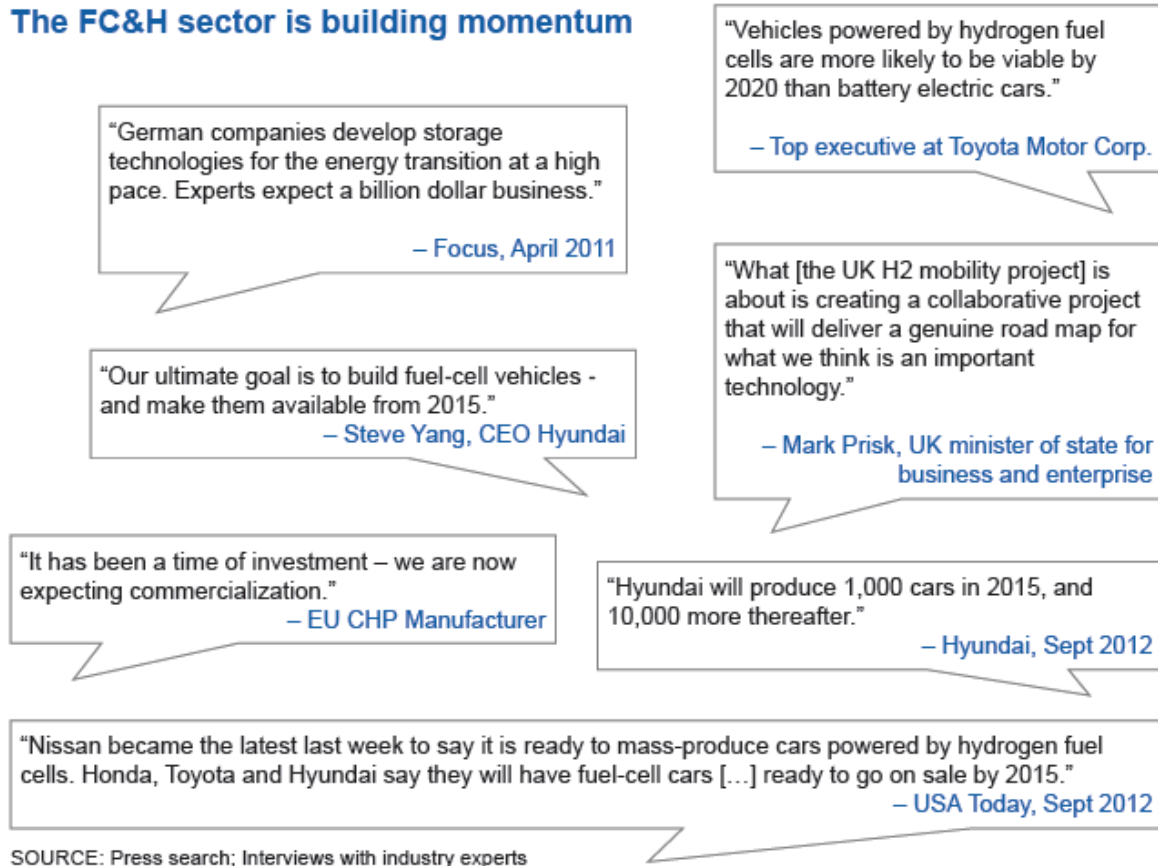 The FC&H sector is building momentum
“Vehicles powered by hydrogen fuel
cells are more likely to be viable by
2020 than battery electric cars.”
– Top executive at Toyota Motor Corp.
“German companies develop storage
technologies for the energy transition at a high
pace. Experts expect a billion dollar business.”
– Focus, April 2011
“What [the UK H2 mobility project] is
about is creating a collaborative project
that will deliver a genuine road map for
what we think is an important
technology.”
– Mark Prisk, UK minister of state for
business and enterprise
“Our ultimate goal is to build fuel-cell vehicles -
and make them available from 2015.”
– Steve Yang, CEO Hyundai
“It has been a time of investment – we are now
expecting commercialization.”
– EU CHP Manufacturer
“Hyundai will produce 1,000 cars in 2015, and
10,000 more thereafter.”
– Hyundai, Sept 2012
“Nissan became the latest last week to say it is ready to mass-produce cars powered by hydrogen fuel
cells. Honda, Toyota and Hyundai say they will have fuel-cell cars […] ready to go on sale by 2015.”
– USA Today, Sept 2012
SOURCE: Press search; Interviews with industry experts